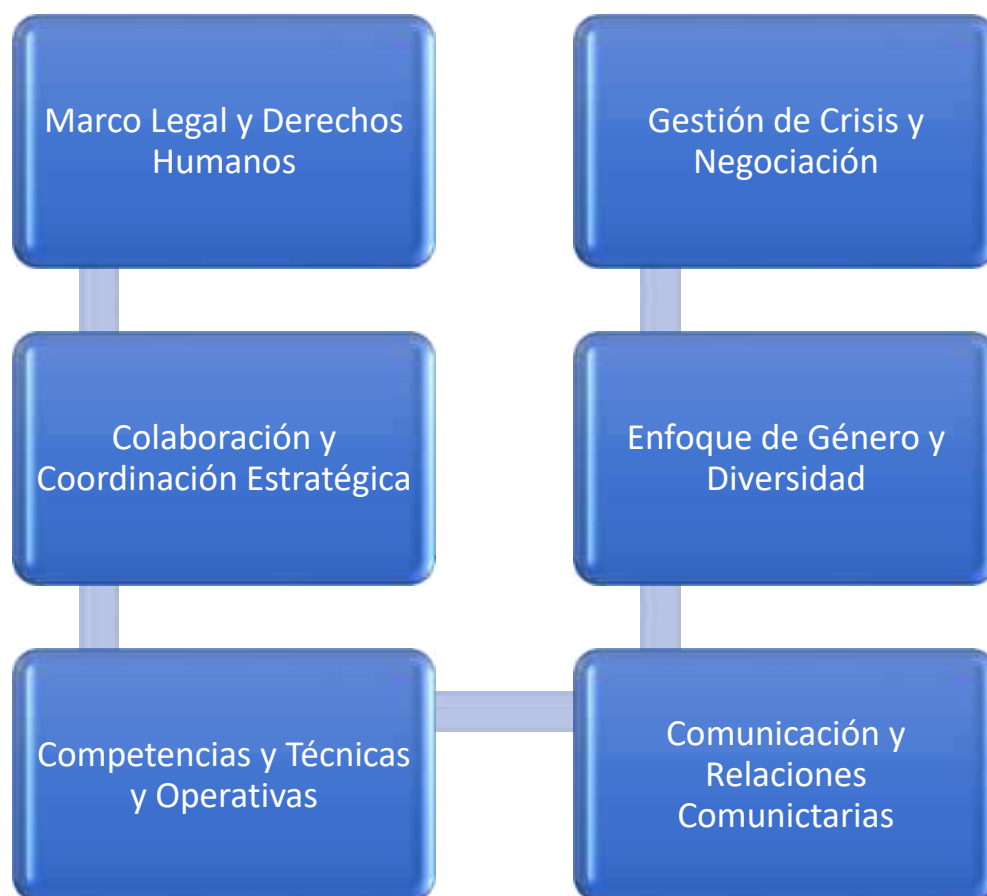 Marco Legal y Derechos
Humanos
Colaboración y
Coordinación Estratégica
Competencias y Técnicas
y Operativas
Comunicación y
Relaciones
Comunictarias
Enfoque de Género y
Diversidad
Gestión de Crisis y
Negociación